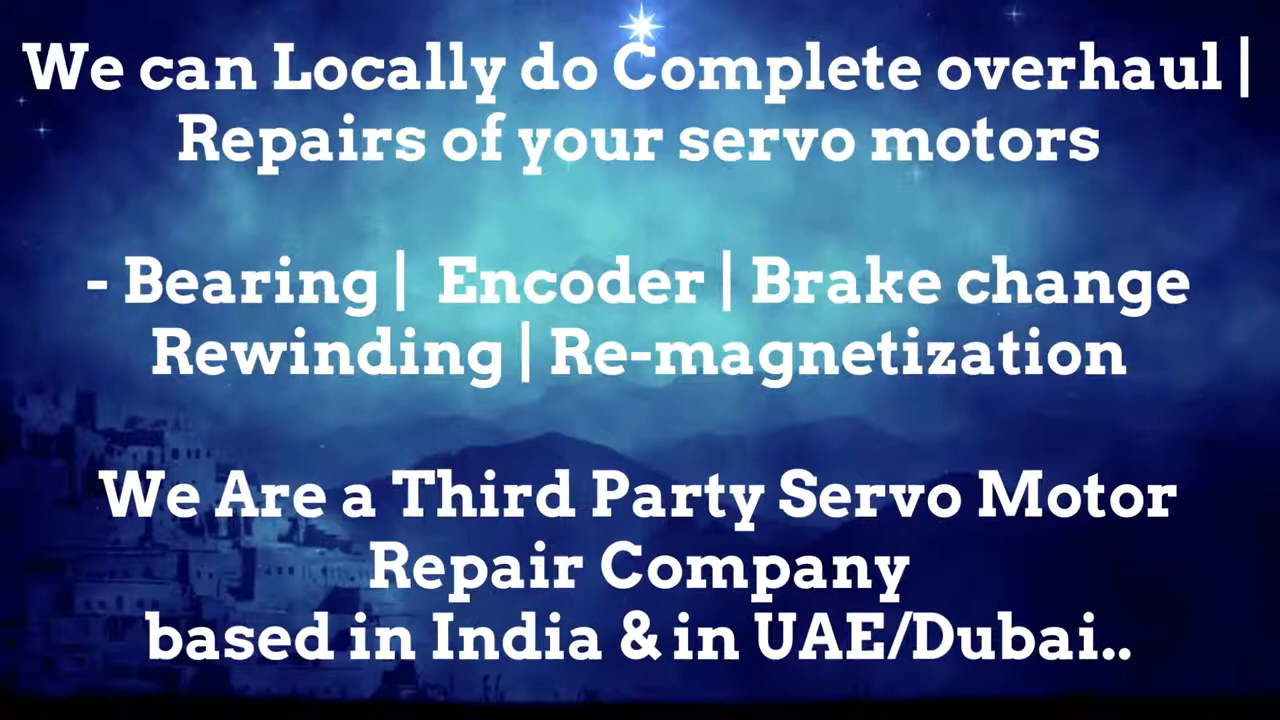 We can Locally do Complete overhaul |
Repairs of your servo motors
- Bearing |  Encoder | Brake change
Rewinding | Re-magnetization
We Are a Third Party Servo Motor
Repair Company
based in India & in UAE/Dubai..